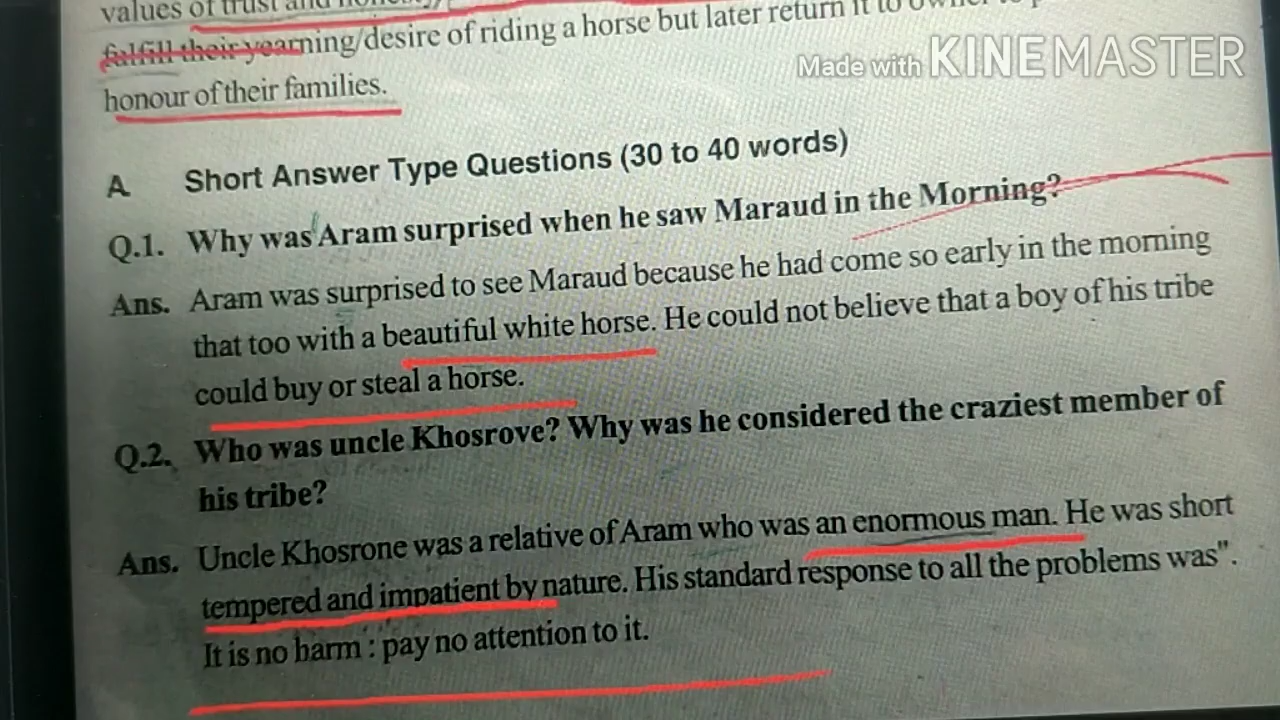 values of trust and
Made with KINEMASTER
fulfill their yearning/desire of riding a horse but later return it to owner to
honour of their families.
A Short Answer Type Questions (30 to 40 words)
Q.1. Why was Aram surprised when he saw Maraud in the Morning?
Ans. Aram was surprised to see Maraud because he had come so early in the morning
that too with a beautiful white horse. He could not believe that a boy of his tribe
could buy or steal a horse.
Q.2. Who was uncle Khosrove? Why was he considered the craziest member of
his tribe?
Ans. Uncle Khosrone was a relative of Aram who was an enormous man. He was short
tempered and impatient by nature. His standard response to all the problems was".
It is no harm : pay no attention to it.